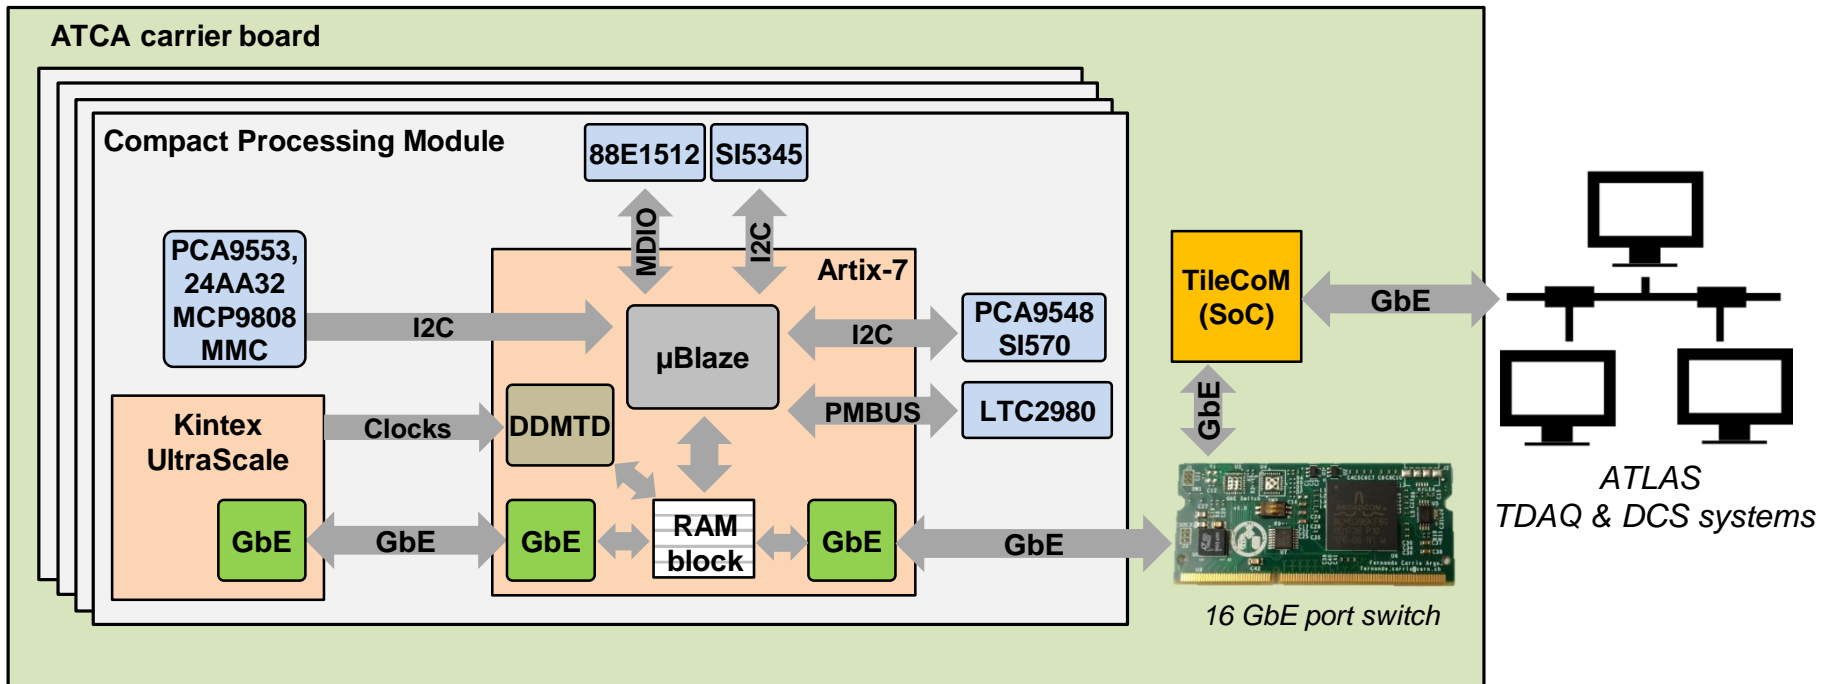 ATCA carrier board
Compact Processing Module
88E1512
SI5345
MDIO
I2C
PCA9553,
24AA32
MCP9808
MMC
I2C
Artix-7
µBlaze
I2C
PCA9548
SI570
PMBUS
LTC2980
Kintex
UltraScale
Clocks
DDMTD
GbE
GbE
GbE
RAM
block
GbE
GbE
TileCoM
(SoC)
GbE
GbE
16 GbE port switch
ATLAS
TDAQ & DCS systems